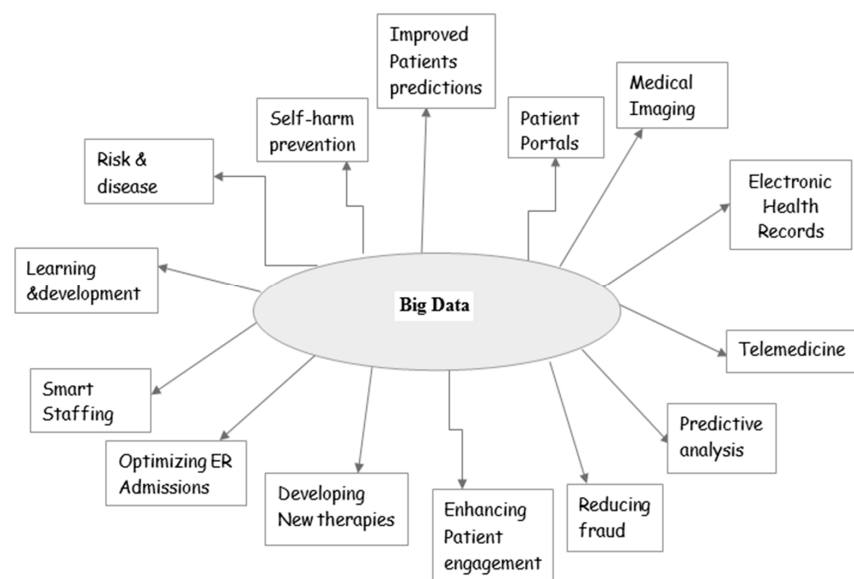 Improved
Patients
predictions
Medical
Imaging
Self-harm
prevention
Patient
Portals
Risk &
disease
Electronic
Health
Records
Learning
&development
Big Data
Telemedicine
Smart
Staffing
Predictive
analysis
Optimizing ER
Admissions
Developing
New therapies
Enhancing
Patient
engagement
Reducing
fraud